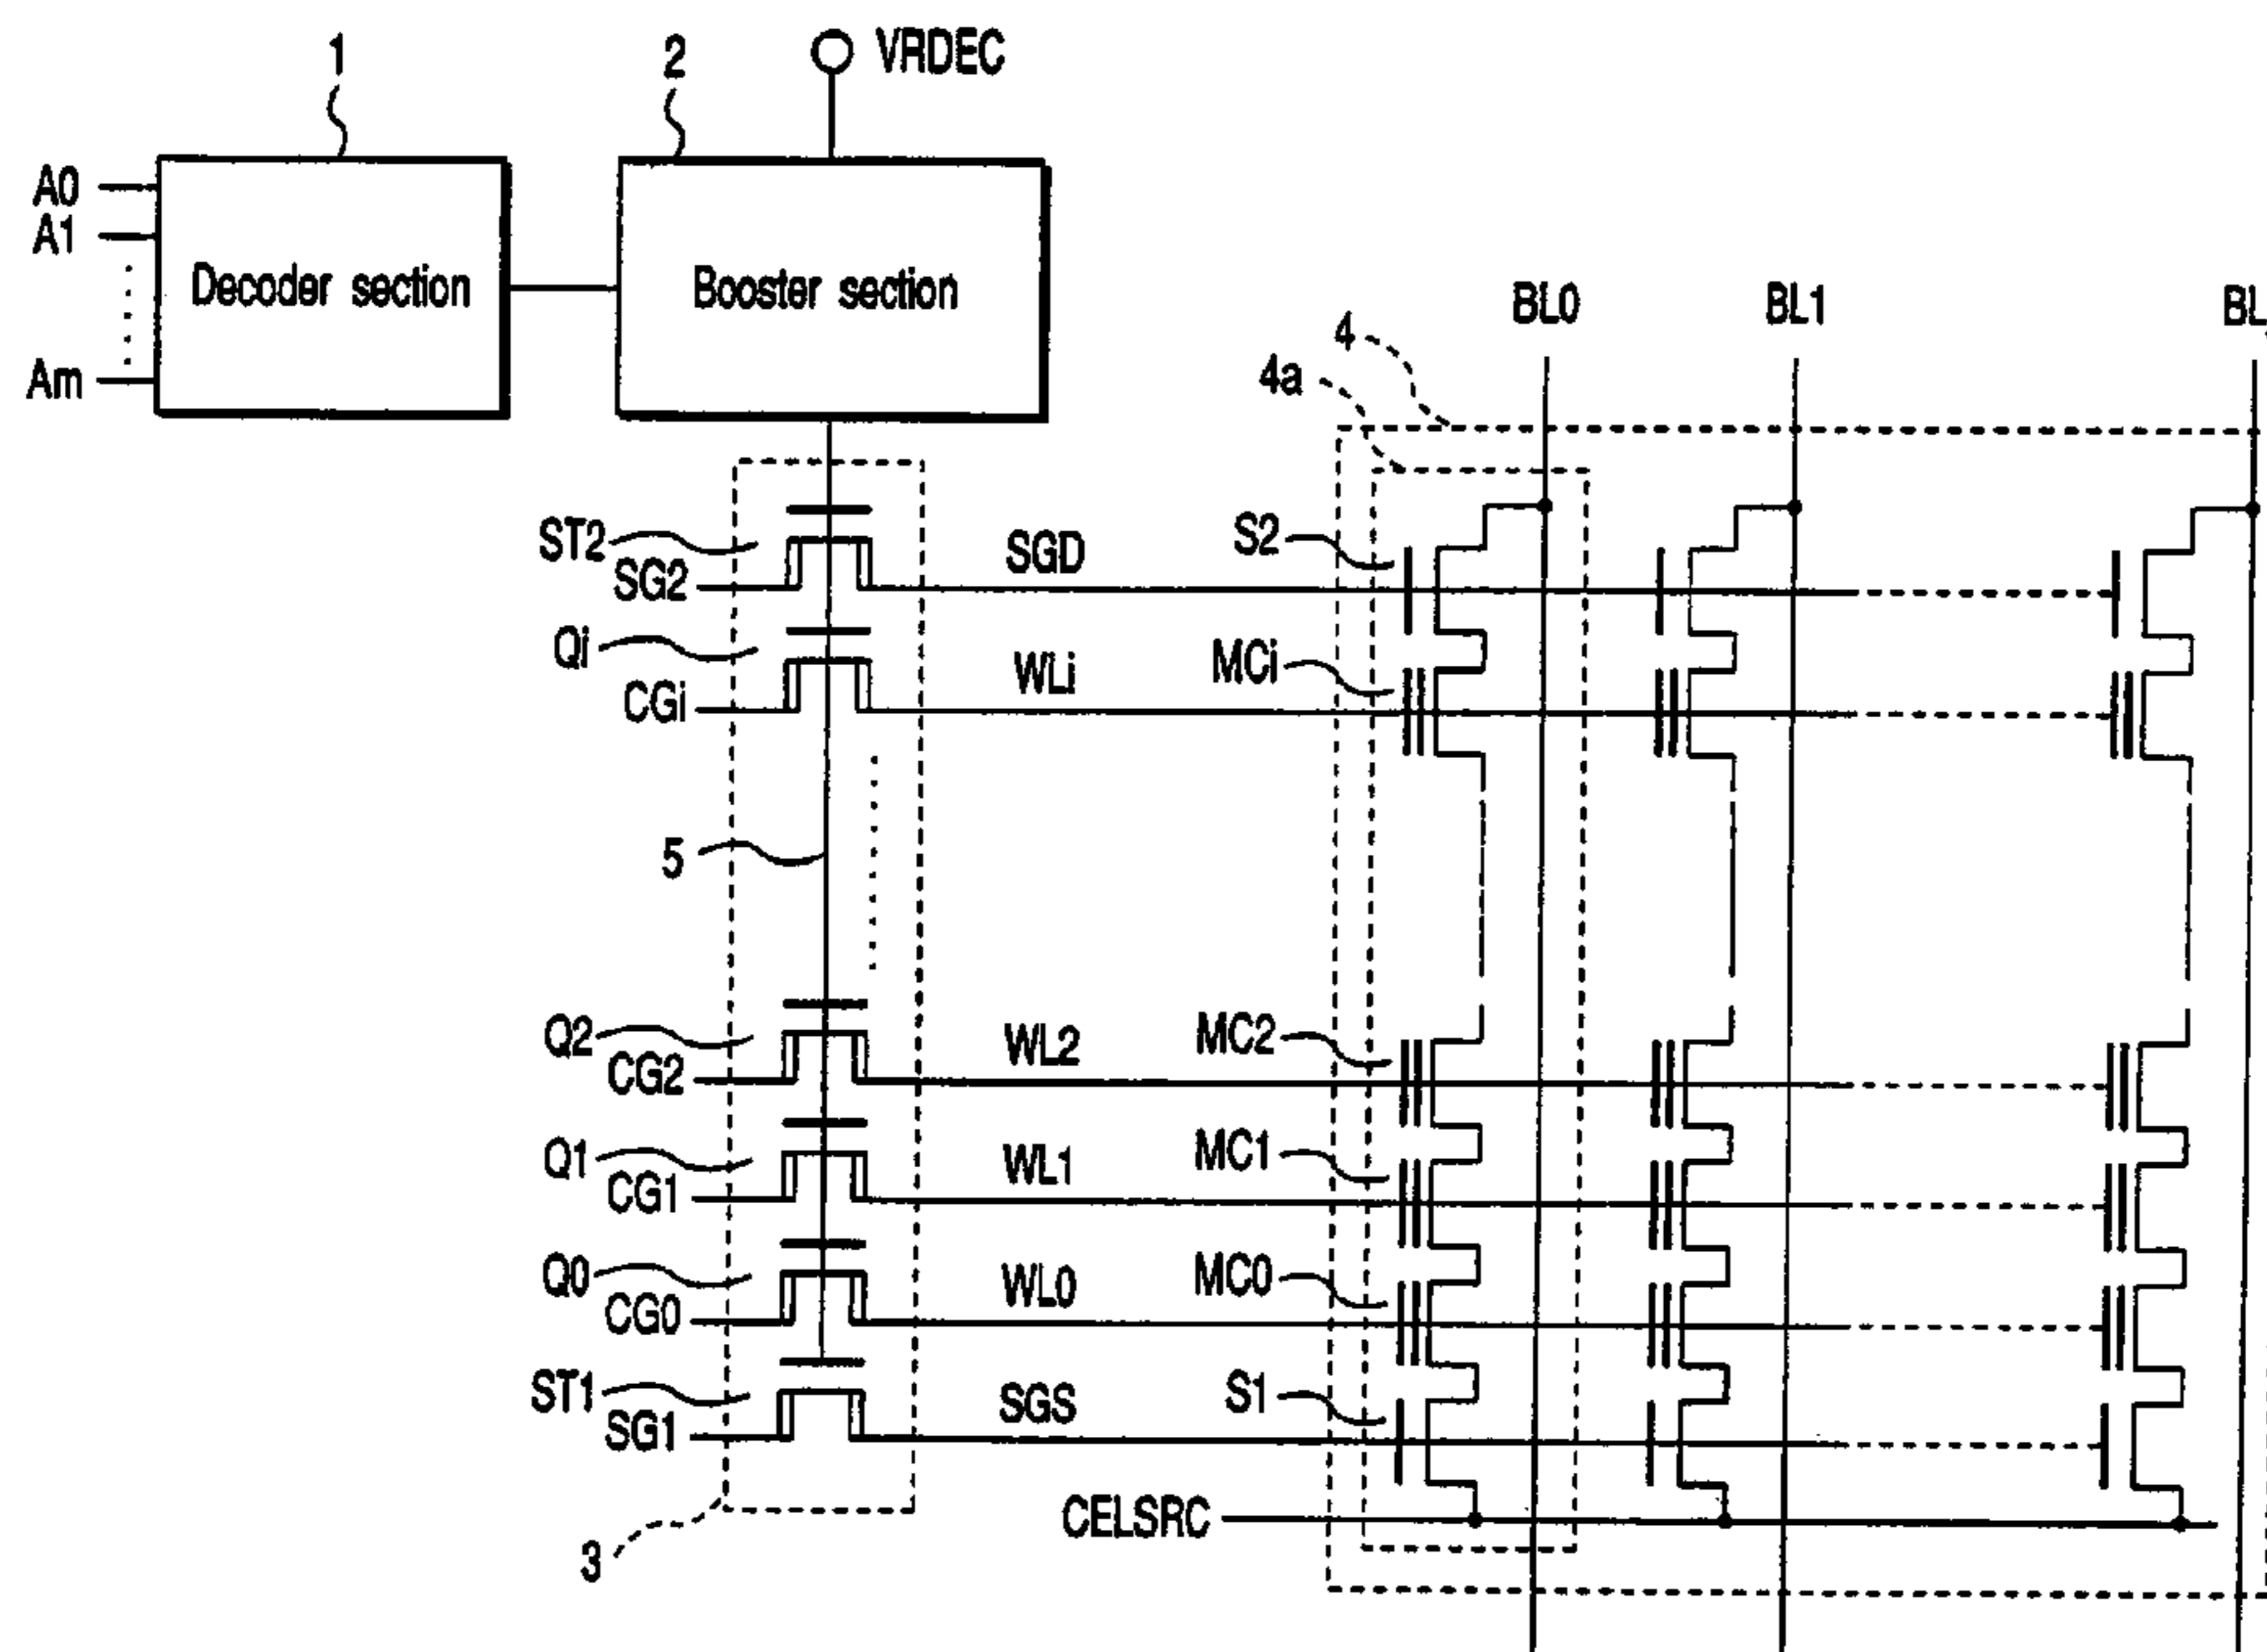 1
2
VRDEC
A0
A1
Am
Decoder section
Booster section
BL0
BL1
BL
4
4a
ST2
SG2
SGD
S2
Qi
CGi
WLi
MCi
5
Q2
CG2
WL2
MC2
Q1
CG1
WL1
MC1
Q0
CG0
WL0
MC0
ST1
SG1
SGS
S1
CELSRC
3